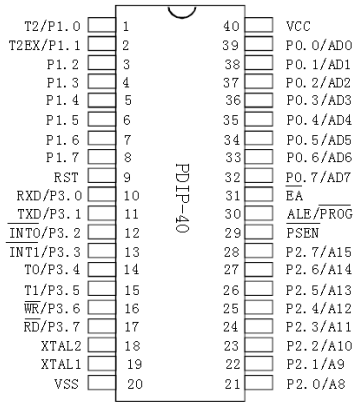 T2/P1.0 1 40 VCC
T2EX/P1.1 2 39 P0.0/AD0
P1.2 3 38 P0.1/AD1
P1.3 4 37 P0.2/AD2
P1.4 5 36 P0.3/AD3
P1.5 6 35 P0.4/AD4
P1.6 7 34 P0.5/AD5
P1.7 8 33 P0.6/AD6
RST 9 32 P0.7/AD7
RXD/P3.0 10 31 E̅A̅
TXD/P3.1 11 30 ALE/P̅R̅O̅G̅
I̅N̅T̅0̅/P3.2 12 29 P̅S̅E̅N̅
I̅N̅T̅1̅/P3.3 13 28 P2.7/A15
T0/P3.4 14 27 P2.6/A14
T1/P3.5 15 26 P2.5/A13
W̅R̅/P3.6 16 25 P2.4/A12
R̅D̅/P3.7 17 24 P2.3/A11
XTAL2 18 23 P2.2/A10
XTAL1 19 22 P2.1/A9
VSS 20 21 P2.0/A8
PDIP-40